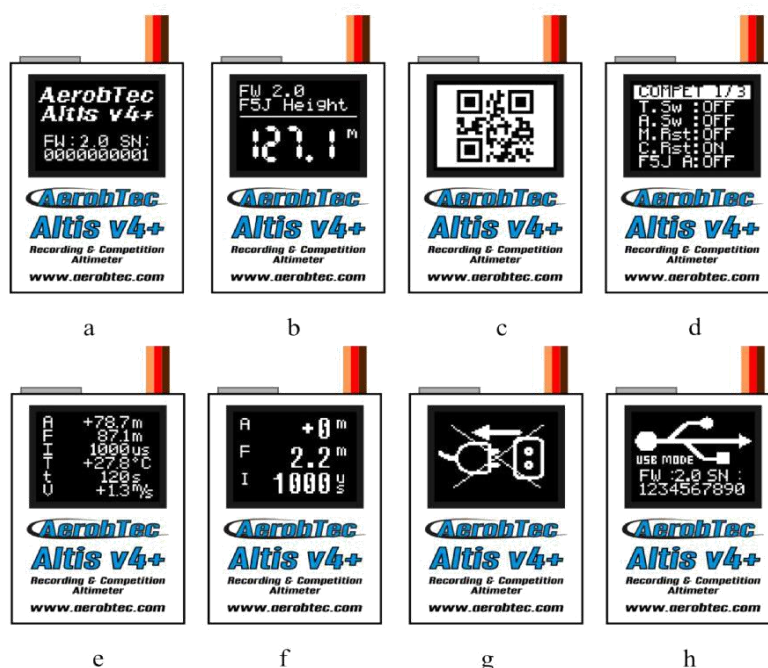 AerobTec
Altis v4+
FW:2.0 SN:
0000000001
AerobTec
Altis v4+
Recording & Competition
Altimeter
www.aerobtec.com
a
FW 2.0
F5J Height
127.1 m
AerobTec
Altis v4+
Recording & Competition
Altimeter
www.aerobtec.com
b
AerobTec
Altis v4+
Recording & Competition
Altimeter
www.aerobtec.com
c
COMPET 1/3
T.Sw :OFF
A.Sw :OFF
M.Rst:OFF
C.Rst:ON
F5J A:OFF
AerobTec
Altis v4+
Recording & Competition
Altimeter
www.aerobtec.com
d
A +78.7m
F 87.1m
I 1000us
T +27.8°C
t 120s
V +1.3m/s
AerobTec
Altis v4+
Recording & Competition
Altimeter
www.aerobtec.com
e
A +0 m
F 2.2 m
I 1000 us
AerobTec
Altis v4+
Recording & Competition
Altimeter
www.aerobtec.com
f
AerobTec
Altis v4+
Recording & Competition
Altimeter
www.aerobtec.com
g
USB MODE
FW :2.0 SN :
1234567890
AerobTec
Altis v4+
Recording & Competition
Altimeter
www.aerobtec.com
h